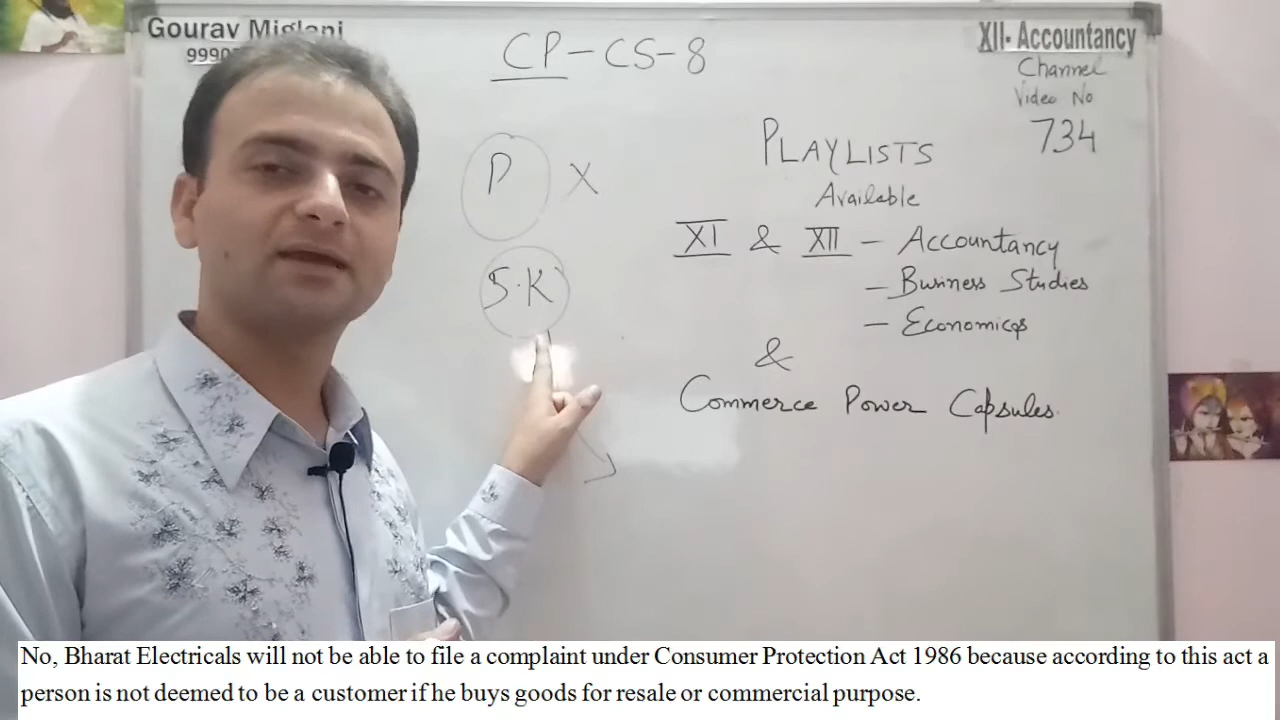 Gourav Miglani
XII- Accountancy
CP-CS-8
Channel
Video No
734
P X
PLAYLISTS
Available
XI & XII - Accountancy
- Business Studies
- Economics
S.K
&
Commerce Power Capsules.
No, Bharat Electricals will not be able to file a complaint under Consumer Protection Act 1986 because according to this act a
person is not deemed to be a customer if he buys goods for resale or commercial purpose.